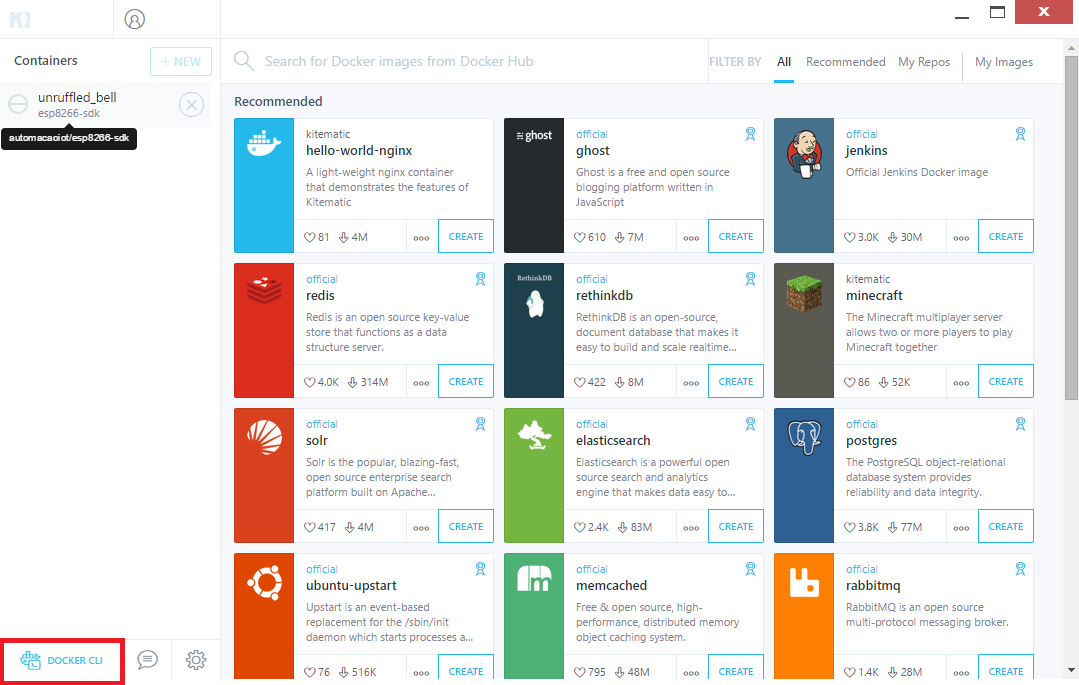 Containers
+ NEW
unruffled_bell
esp8266-sdk
automacaoiot/esp8266-sdk
DOCKER CLI
Search for Docker images from Docker Hub
FILTER BY
All
Recommended
My Repos
My Images
Recommended
kitematic
hello-world-nginx
A light-weight nginx container
that demonstrates the features of
Kitematic
81
4M
CREATE
ghost
official
ghost
Ghost is a free and open source
blogging platform written in
JavaScript
610
7M
CREATE
official
jenkins
Official Jenkins Docker image
3.0K
30M
CREATE
official
redis
Redis is an open source key-value
store that functions as a data
structure server.
4.0K
314M
CREATE
RethinkDB
official
rethinkdb
RethinkDB is an open-source,
document database that makes it
easy to build and scale realtime...
422
8M
CREATE
kitematic
minecraft
The Minecraft multiplayer server
allows two or more players to play
Minecraft together
86
52K
CREATE
official
solr
Solr is the popular, blazing-fast,
open source enterprise search
platform built on Apache...
417
4M
CREATE
official
elasticsearch
Elasticsearch is a powerful open
source search and analytics
engine that makes data easy to...
2.4K
83M
CREATE
official
postgres
The PostgreSQL object-relational
database system provides
reliability and data integrity.
3.8K
77M
CREATE
official
ubuntu-upstart
Upstart is an event-based
replacement for the /sbin/init
daemon which starts processes a...
76
516K
CREATE
official
memcached
Free & open source, high-
performance, distributed memory
object caching system.
795
48M
CREATE
official
rabbitmq
RabbitMQ is an open source
multi-protocol messaging broker.
1.4K
28M
CREATE